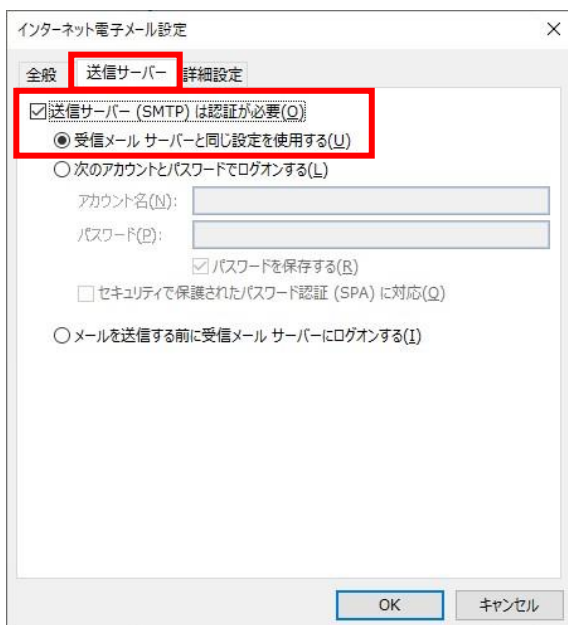 インターネット電子メール設定
全般 送信サーバー 詳細設定
送信サーバー (SMTP) は認証が必要(O)
受信メール サーバーと同じ設定を使用する(U)
次のアカウントとパスワードでログオンする(L)
アカウント名(N):
パスワード(P):
パスワードを保存する(R)
セキュリティで保護されたパスワード認証 (SPA) に対応(Q)
メールを送信する前に受信メール サーバーにログオンする(I)
OK キャンセル